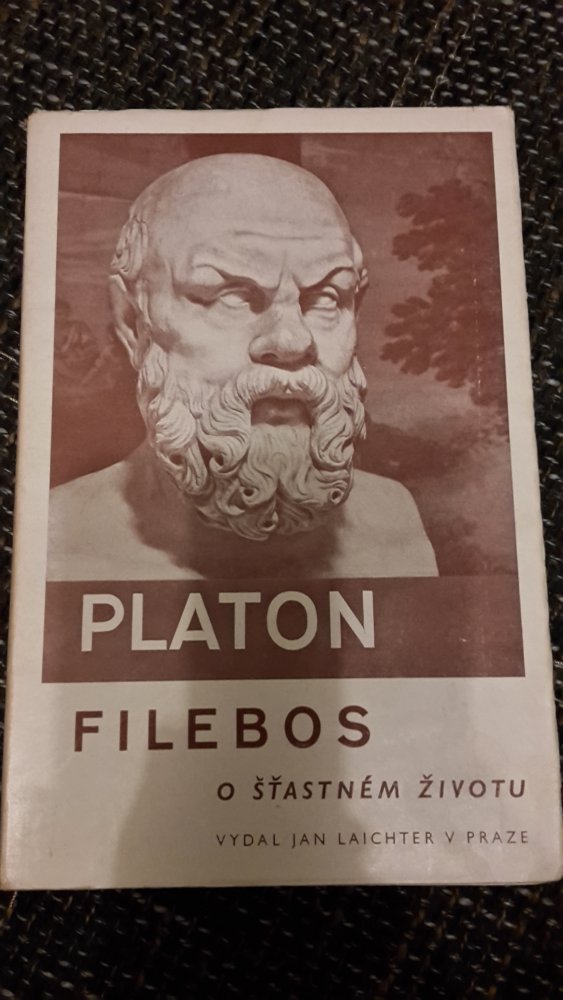 PLATON
FILEBOS
O ŠŤASTNÉM ŽIVOTU
VYDAL JAN LAICHTER V PRAZE